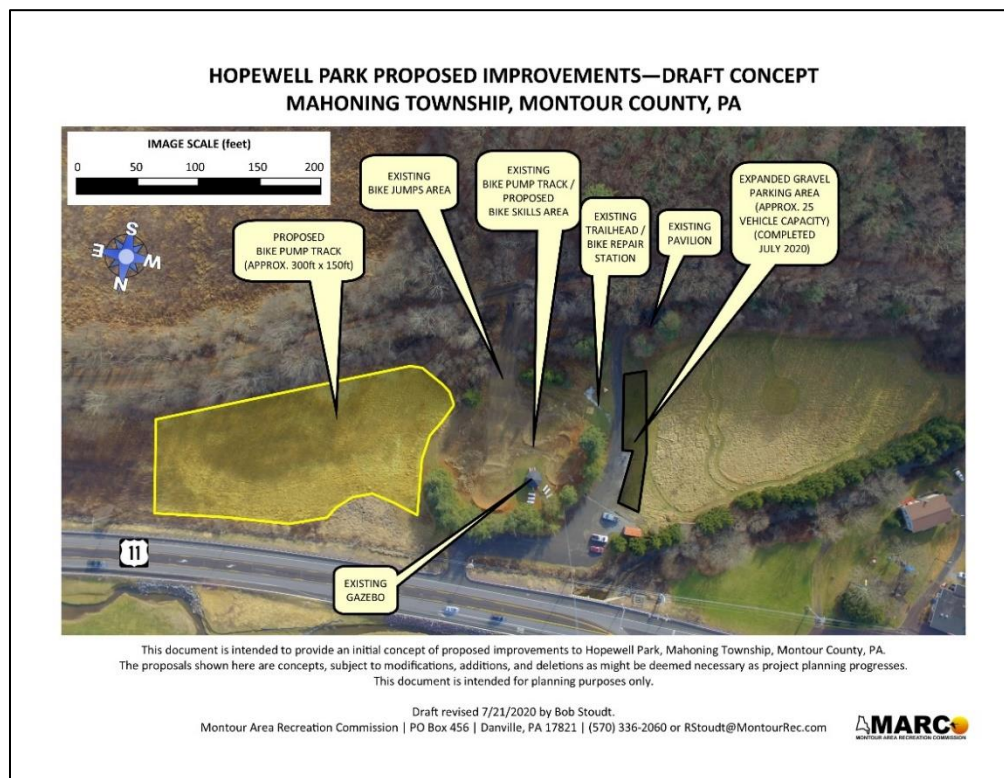 HOPEWELL PARK PROPOSED IMPROVEMENTS—DRAFT CONCEPT
MAHONING TOWNSHIP, MONTOUR COUNTY, PA
IMAGE SCALE (feet)
0 50 100 150 200
S
E
W
N
PROPOSED
BIKE PUMP TRACK
(APPROX. 300ft x 150ft)
EXISTING
BIKE JUMPS AREA
EXISTING
BIKE PUMP TRACK /
PROPOSED
BIKE SKILLS AREA
EXISTING
TRAILHEAD /
BIKE REPAIR
STATION
EXISTING
PAVILION
EXPANDED GRAVEL
PARKING AREA
(APPROX. 25
VEHICLE CAPACITY)
(COMPLETED
JULY 2020)
11
EXISTING
GAZEBO
This document is intended to provide an initial concept of proposed improvements to Hopewell Park, Mahoning Township, Montour County, PA.
The proposals shown here are concepts, subject to modifications, additions, and deletions as might be deemed necessary as project planning progresses.
This document is intended for planning purposes only.
Draft revised 7/21/2020 by Bob Stoudt.
Montour Area Recreation Commission | PO Box 456 | Danville, PA 17821 | (570) 336-2060 or RStoudt@MontourRec.com
MARC
MONTOUR AREA RECREATION COMMISSION